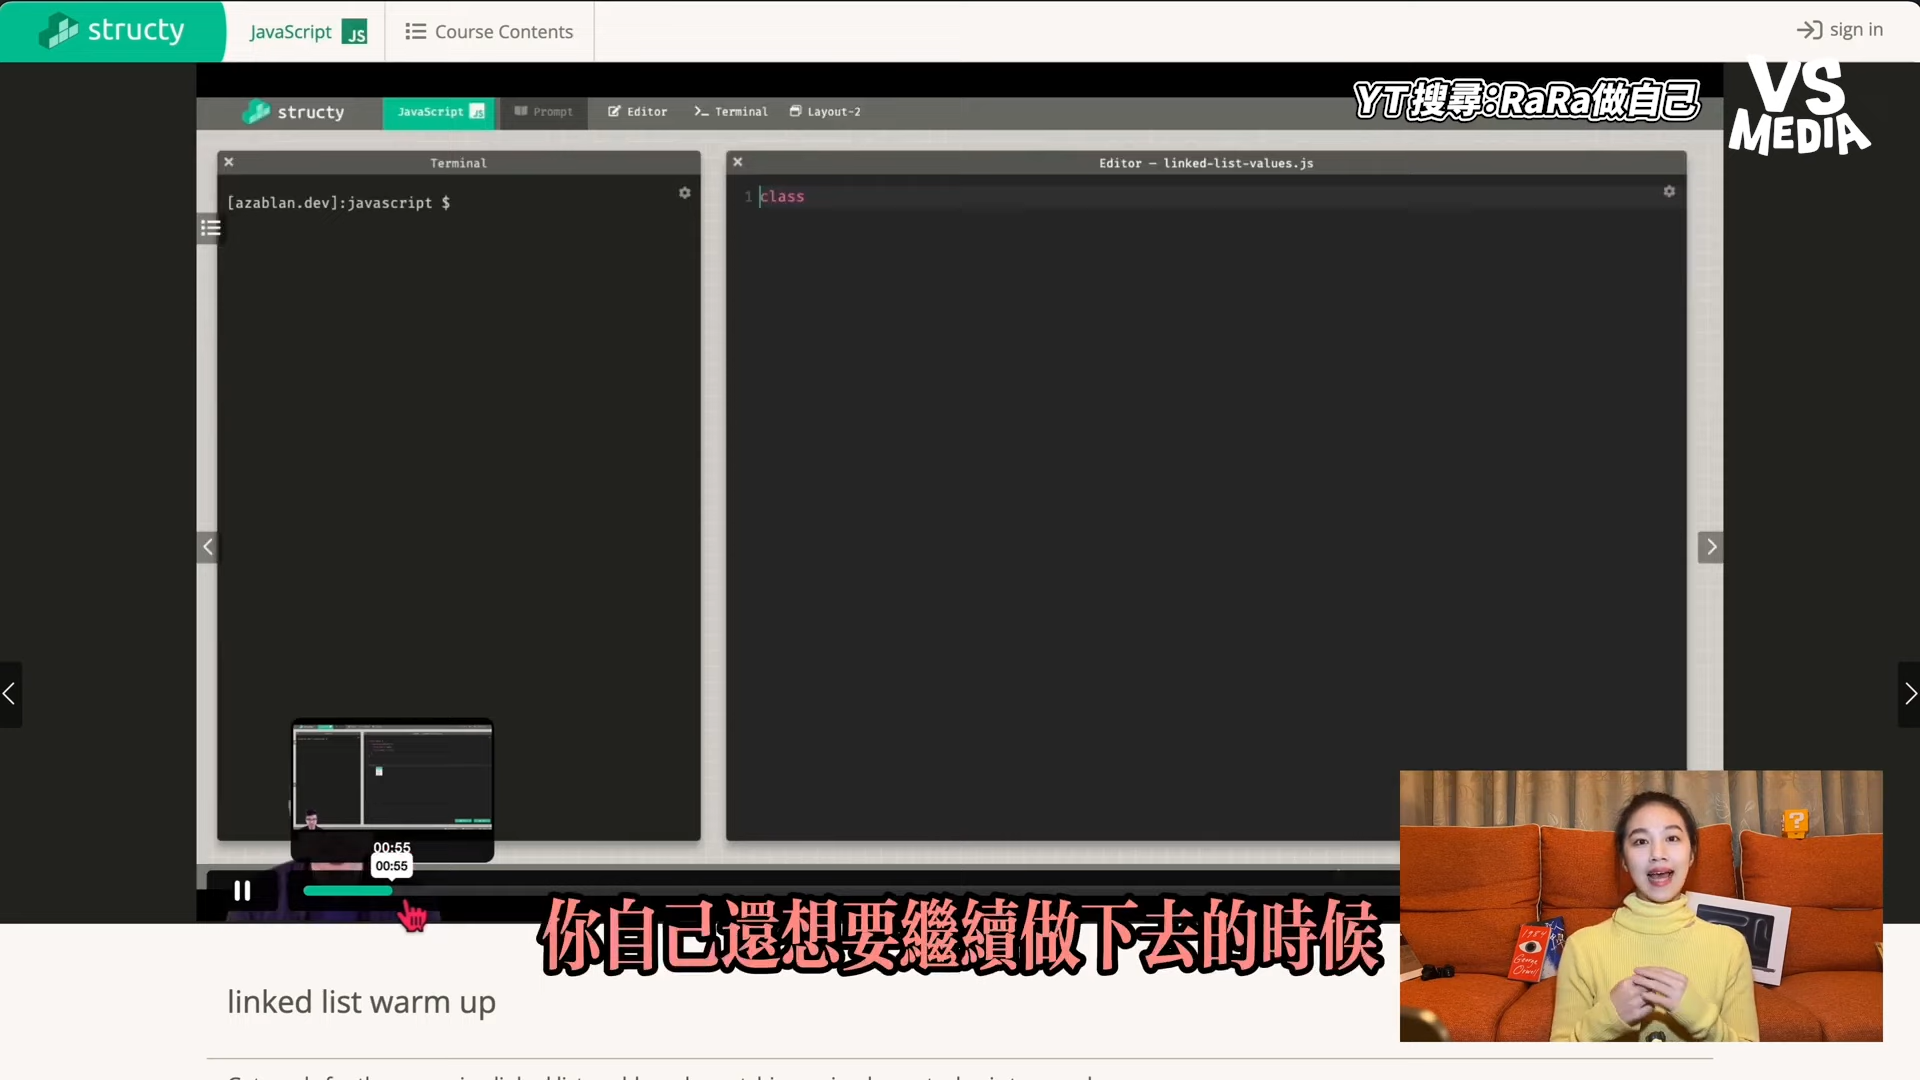 structy
JavaScript JS
Course Contents
sign in
YT搜尋:RaRa做自己
VS
MEDIA
structy
JavaScript JS
Prompt
Editor
Terminal
Layout-2
Terminal
[azablan.dev]:javascript $
Editor — linked-list-values.js
1 class
00:55
00:55
你自己還想要繼續做下去的時候
1984
George
Orwell
linked list warm up